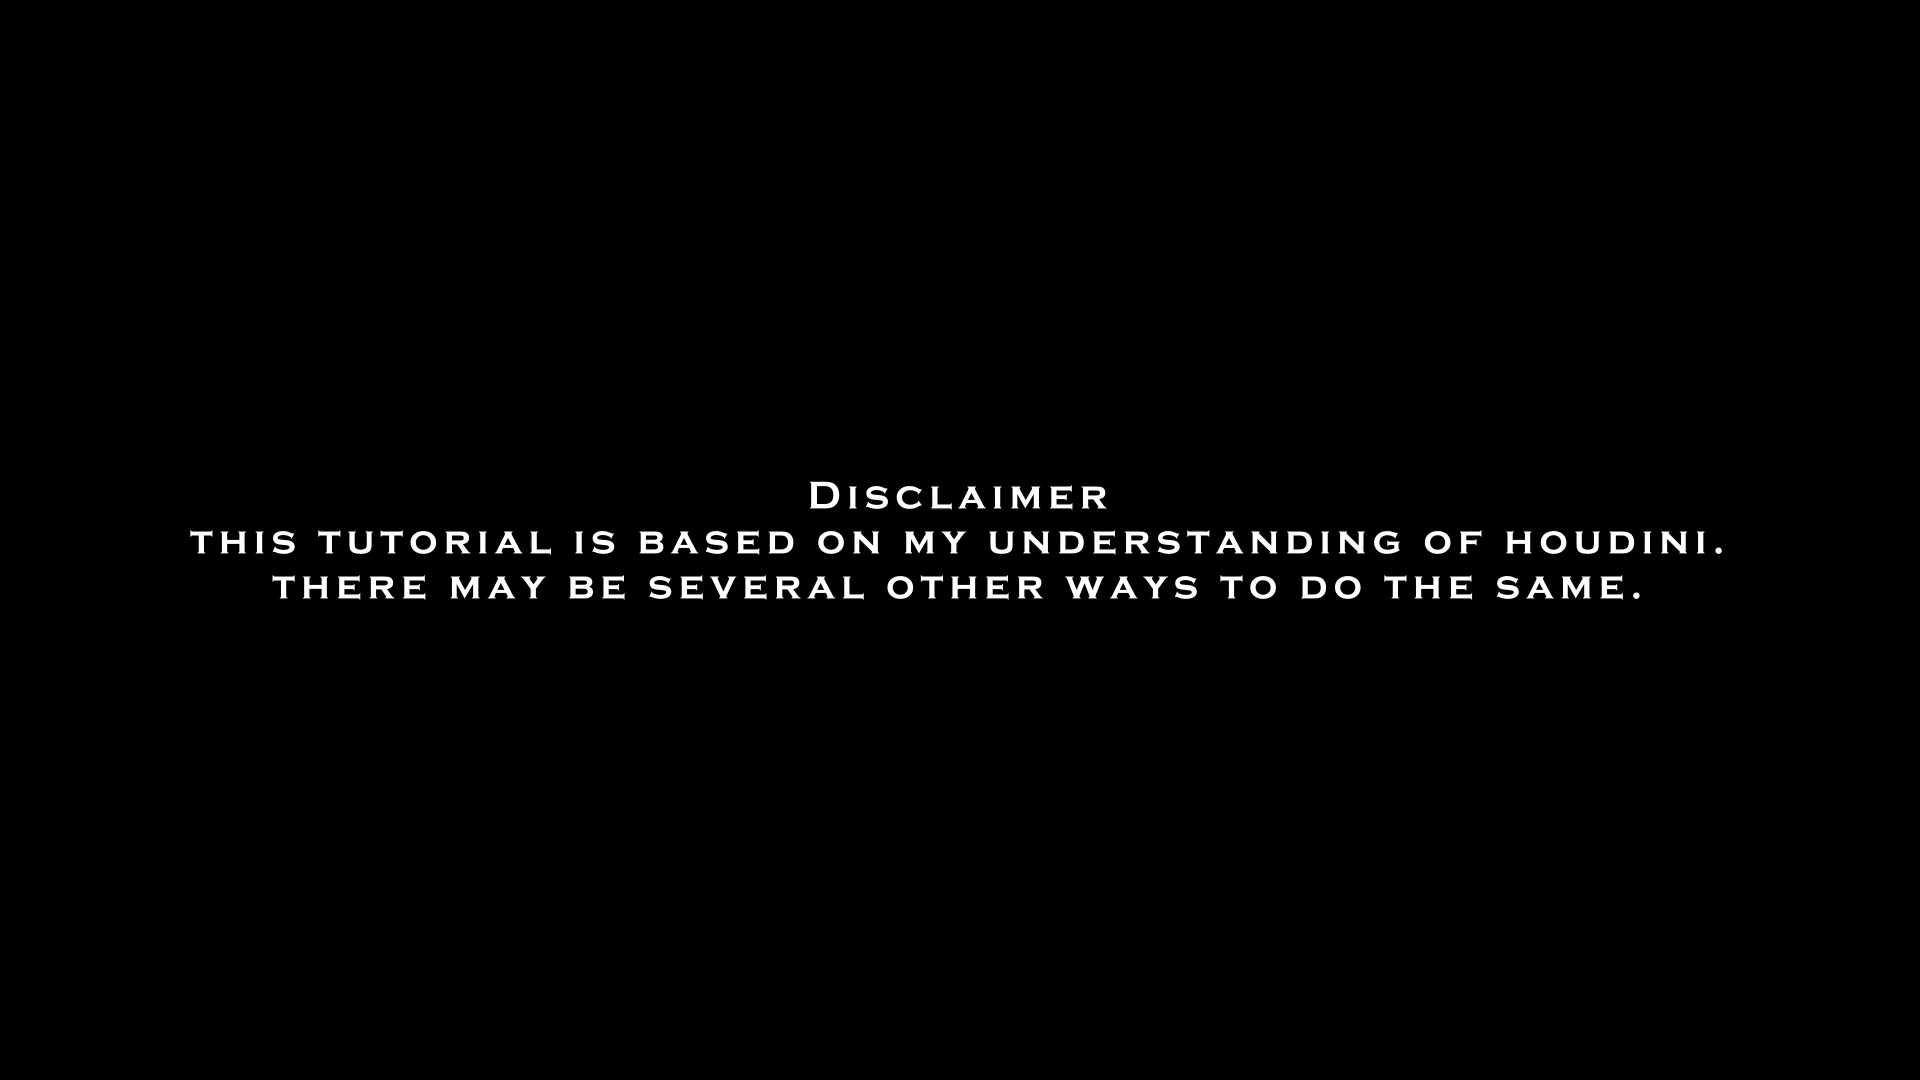 Disclaimer
this tutorial is based on my understanding of houdini.
there may be several other ways to do the same.